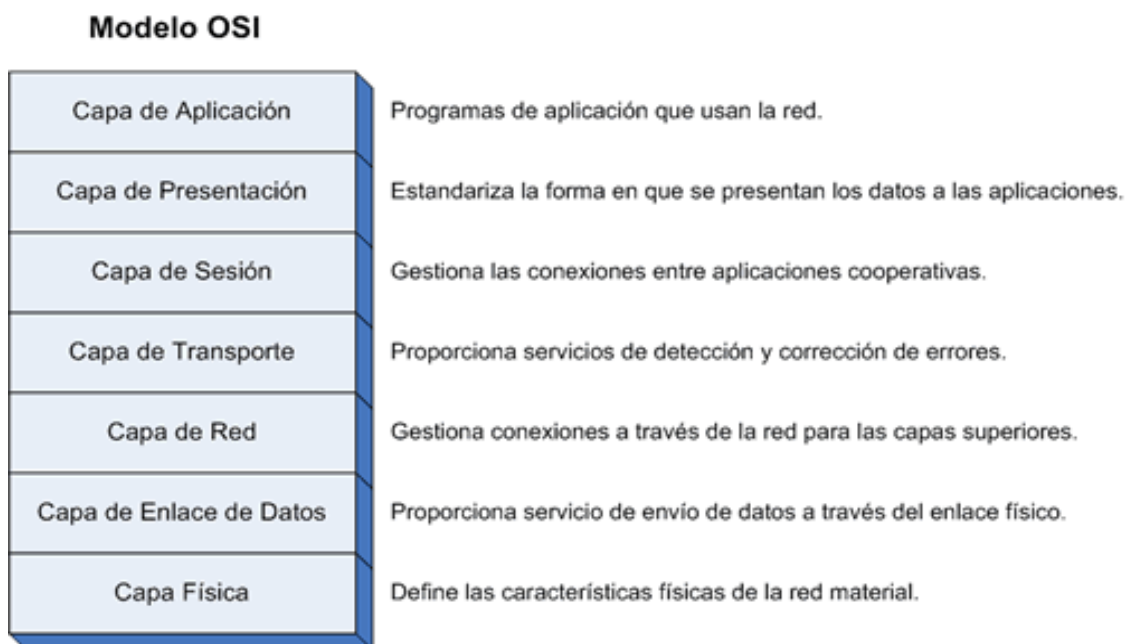 Modelo OSI
Capa de Aplicación
Programas de aplicación que usan la red.
Capa de Presentación
Estandariza la forma en que se presentan los datos a las aplicaciones.
Capa de Sesión
Gestiona las conexiones entre aplicaciones cooperativas.
Capa de Transporte
Proporciona servicios de detección y corrección de errores.
Capa de Red
Gestiona conexiones a través de la red para las capas superiores.
Capa de Enlace de Datos
Proporciona servicio de envío de datos a través del enlace físico.
Capa Física
Define las características físicas de la red material.